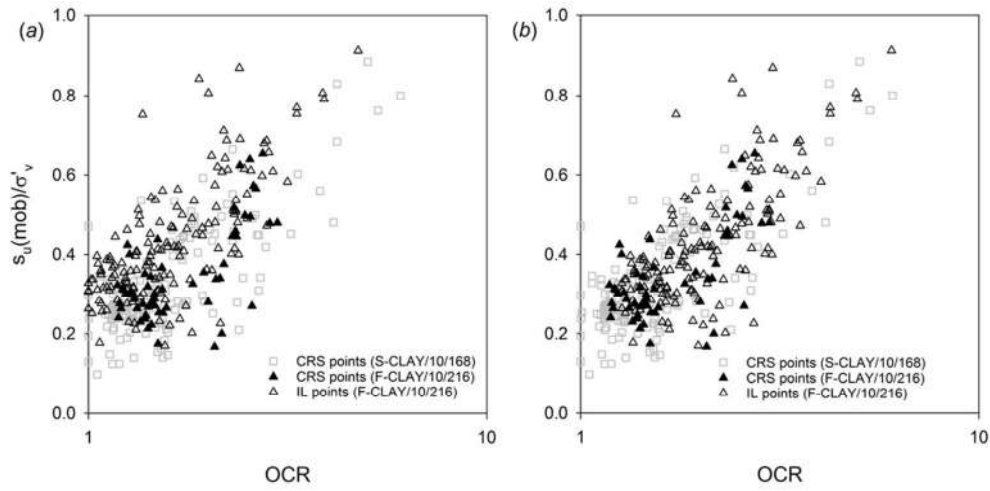 (a)
1.0
0.8
0.6
0.4
0.2
0.0
su(mob)/σ'v
CRS points (S-CLAY/10/168)
CRS points (F-CLAY/10/216)
IL points (F-CLAY/10/216)
1
10
OCR
(b)
1.0
0.8
0.6
0.4
0.2
0.0
CRS points (S-CLAY/10/168)
CRS points (F-CLAY/10/216)
IL points (F-CLAY/10/216)
1
10
OCR